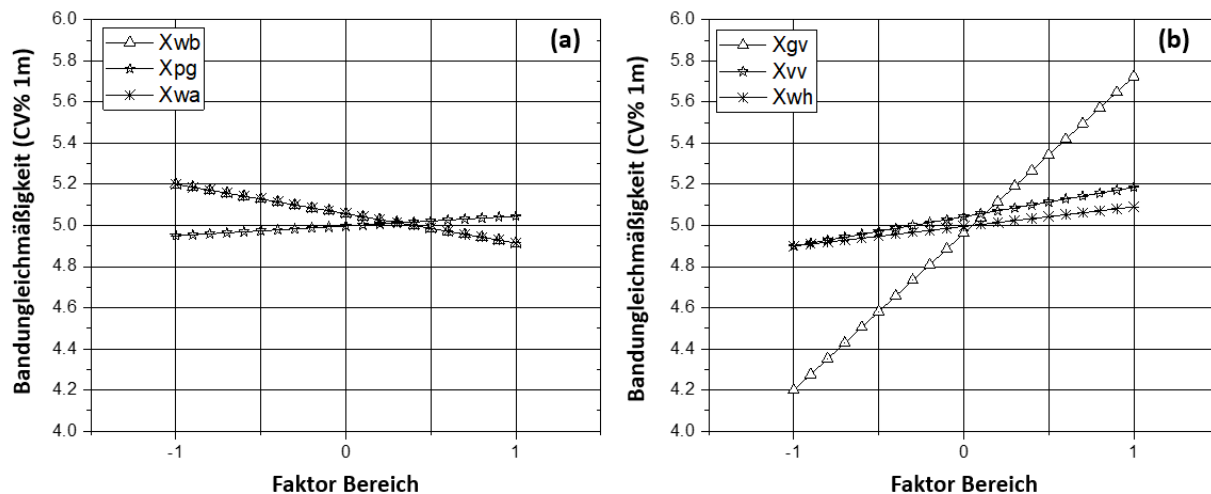 Bandungleichmäßigkeit (CV% 1m)
6.0
5.8
5.6
5.4
5.2
5.0
4.8
4.6
4.4
4.2
4.0
Xwb
Xpg
Xwa
(a)
-1 0 1
Faktor Bereich
Bandungleichmäßigkeit (CV% 1m)
6.0
5.8
5.6
5.4
5.2
5.0
4.8
4.6
4.4
4.2
4.0
Xgv
Xvv
Xwh
(b)
-1 0 1
Faktor Bereich